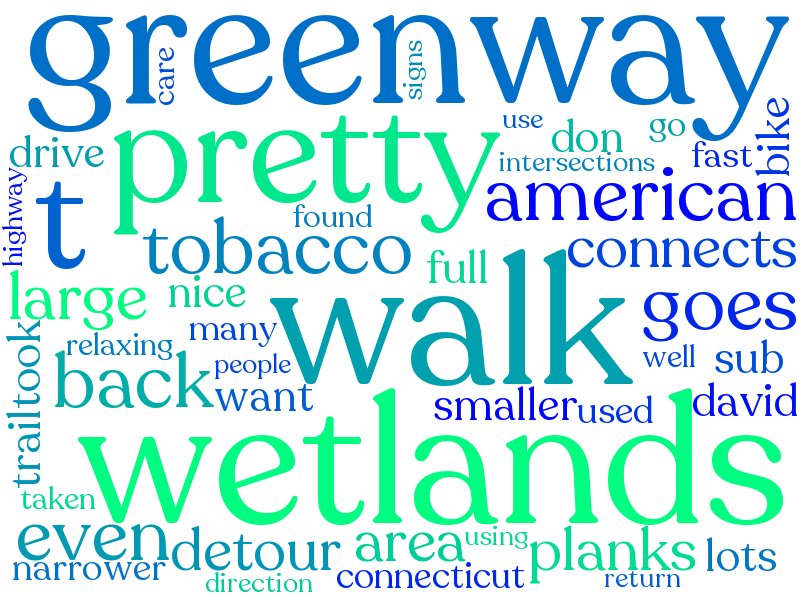 greenway
care
signs
pretty
use
don
go
bike
drive
intersections
fast
highway
t
found
american
tobacco
connects
full
large
nice
walk
goes
many
trail
relaxing
people
well
sub
back
want
smaller
used
david
took
wetlands
taken
even
detour
area
using
planks
lots
narrower
direction
connecticut
return